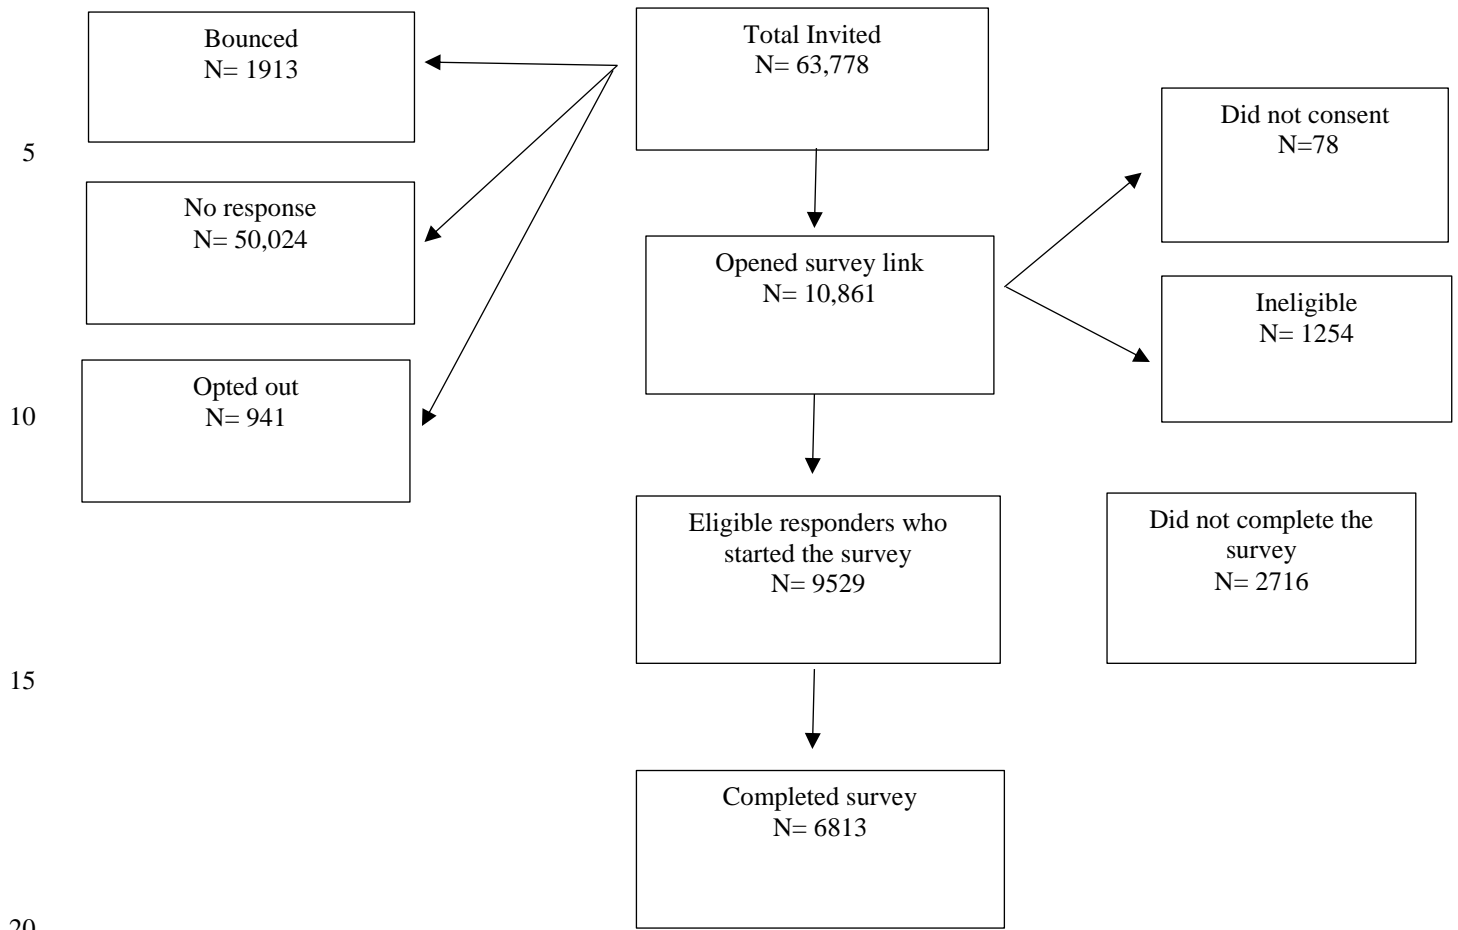 Bounced
N= 1913
Total Invited
N= 63,778
Did not consent
N=78
5
No response
N= 50,024
Opened survey link
N= 10,861
Ineligible
N= 1254
Opted out
N= 941
10
Eligible responders who
started the survey
N= 9529
Did not complete the
survey
N= 2716
15
Completed survey
N= 6813
20